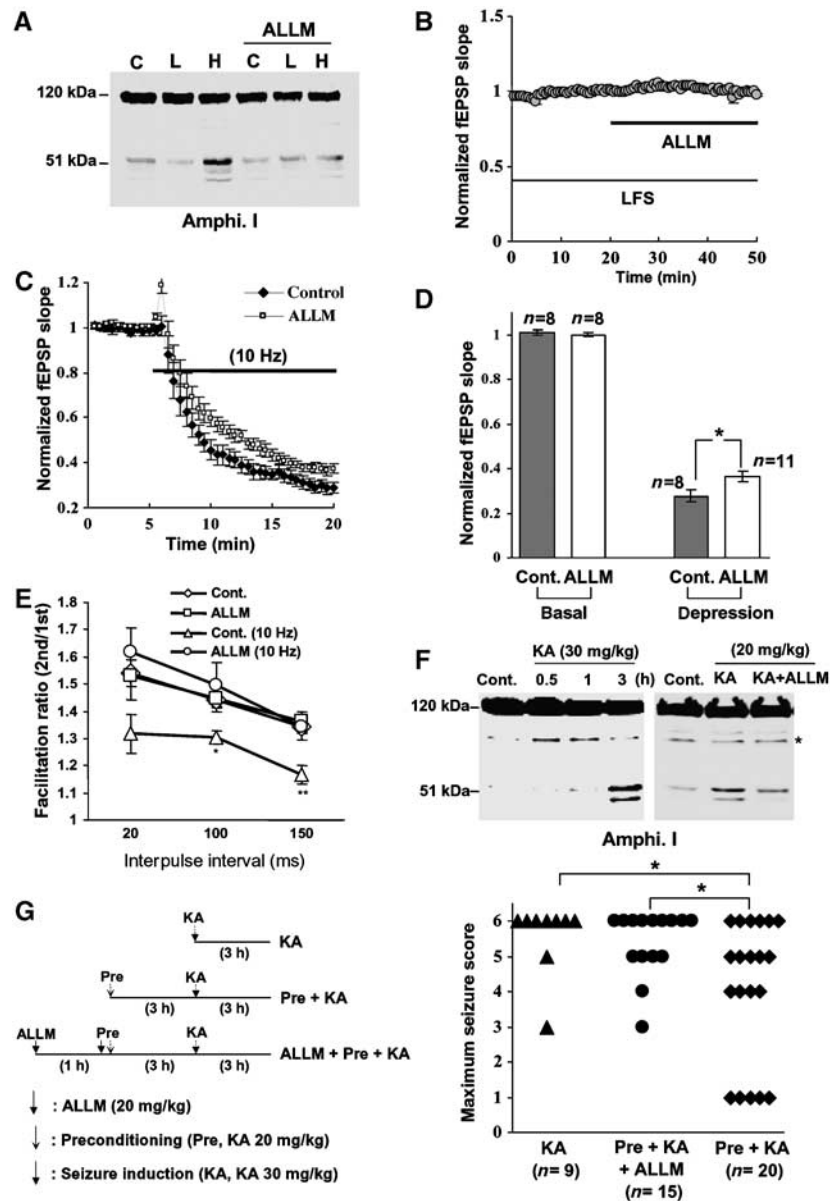 A
ALLM
C L H C L H
120 kDa
51 kDa
Amphi. I
B
Normalized fEPSP slope
1.5
1
0.5
0
ALLM
LFS
0 10 20 30 40 50
Time (min)
C
Normalized fEPSP slope
1.2
1
0.8
0.6
0.4
0.2
Control
ALLM
(10 Hz)
0 5 10 15 20
Time (min)
D
Normalized fEPSP slope
1
0.8
0.6
0.4
0.2
0
n=8 n=8
*
n=8 n=11
Cont. ALLM Cont. ALLM
Basal Depression
E
Facilitation ratio (2nd/1st)
1.8
1.7
1.6
1.5
1.4
1.3
1.2
1.1
1
Cont.
ALLM
Cont. (10 Hz)
ALLM (10 Hz)
*
**
20 100 150
Interpulse interval (ms)
F
KA (30 mg/kg) (20 mg/kg)
Cont. 0.5 1 3 (h) Cont. KA KA+ALLM
120 kDa
*
51 kDa
Amphi. I
G
KA
(3 h) KA
Pre KA
(3 h) (3 h) Pre + KA
ALLM Pre KA
(1 h) (3 h) (3 h) ALLM + Pre + KA
: ALLM (20 mg/kg)
: Preconditioning (Pre, KA 20 mg/kg)
: Seizure induction (KA, KA 30 mg/kg)
*
*
Maximum seizure score
6
5
4
3
2
1
0
KA Pre + KA Pre + KA
(n= 9) + ALLM (n= 20)
(n= 15)